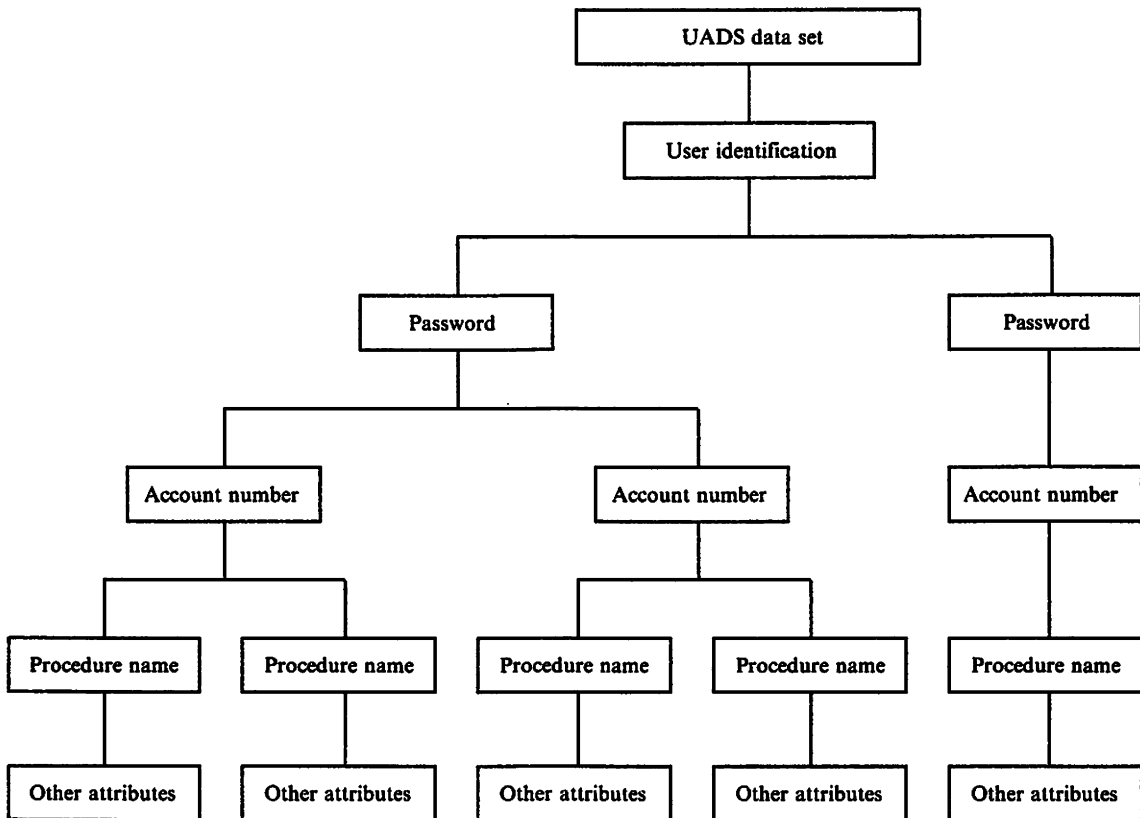 UADS data set
User identification
Password
Password
Account number
Account number
Account number
Procedure name
Procedure name
Procedure name
Procedure name
Procedure name
Other attributes
Other attributes
Other attributes
Other attributes
Other attributes